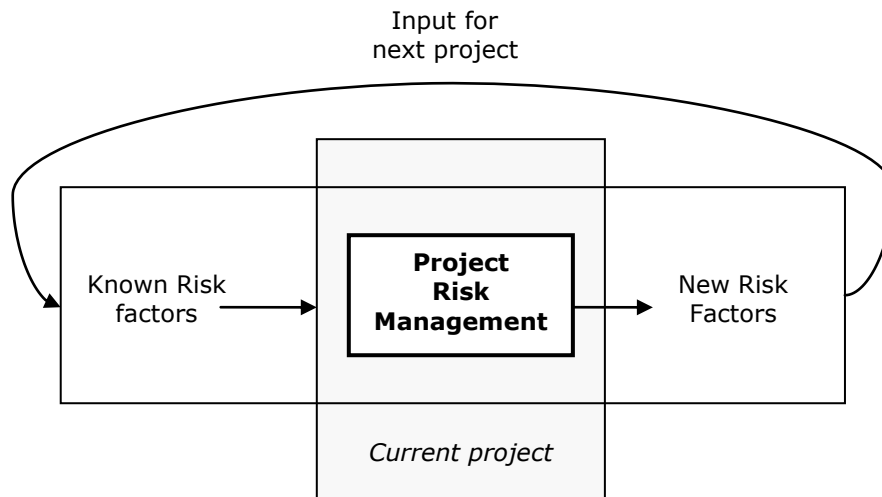 Input for
next project
Known Risk
factors
Project
Risk
Management
New Risk
Factors
Current project